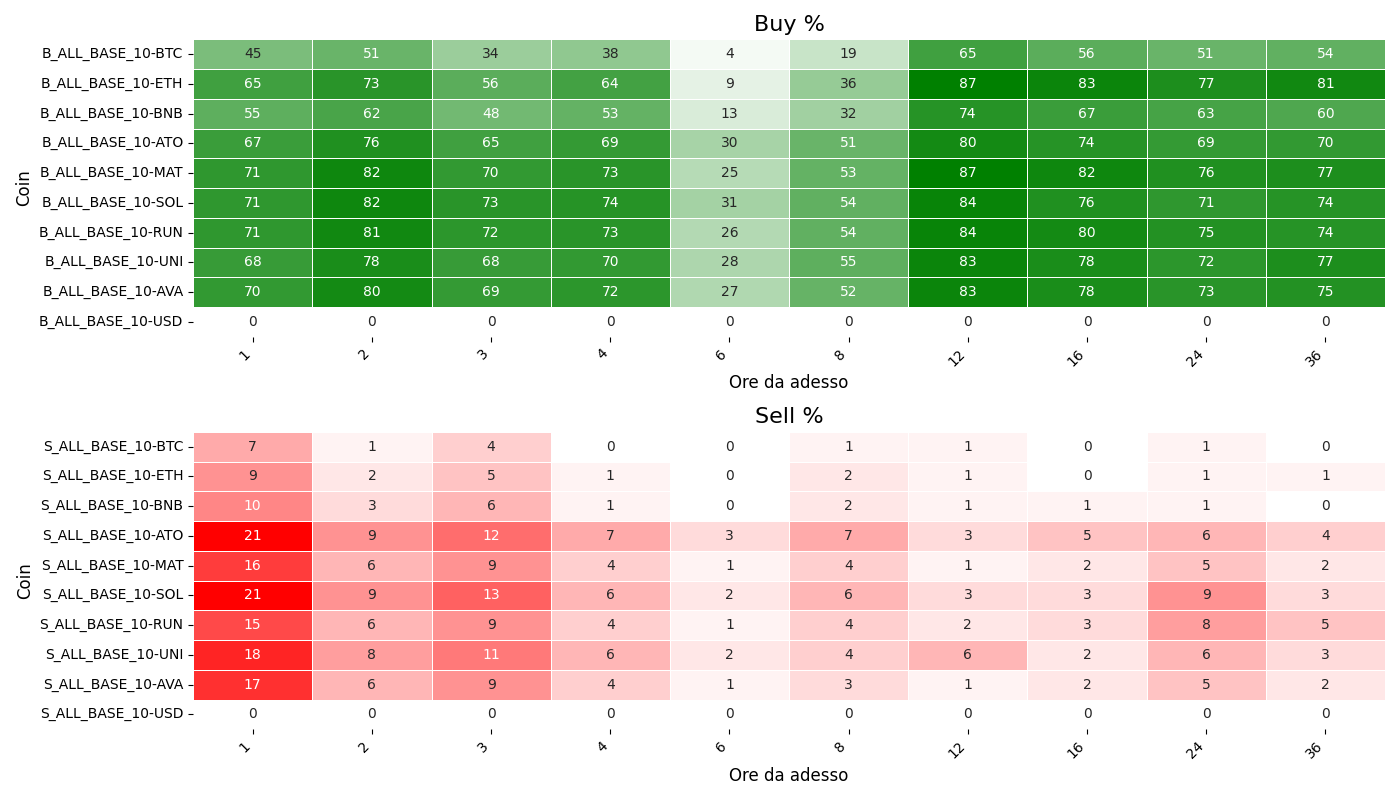 Buy %
Coin
B_ALL_BASE_10-BTC 45 51 34 38 4 19 65 56 51 54
B_ALL_BASE_10-ETH 65 73 56 64 9 36 87 83 77 81
B_ALL_BASE_10-BNB 55 62 48 53 13 32 74 67 63 60
B_ALL_BASE_10-ATO 67 76 65 69 30 51 80 74 69 70
B_ALL_BASE_10-MAT 71 82 70 73 25 53 87 82 76 77
B_ALL_BASE_10-SOL 71 82 73 74 31 54 84 76 71 74
B_ALL_BASE_10-RUN 71 81 72 73 26 54 84 80 75 74
B_ALL_BASE_10-UNI 68 78 68 70 28 55 83 78 72 77
B_ALL_BASE_10-AVA 70 80 69 72 27 52 83 78 73 75
B_ALL_BASE_10-USD 0 0 0 0 0 0 0 0 0 0
1 2 3 4 6 8 12 16 24 36
Ore da adesso
Sell %
Coin
S_ALL_BASE_10-BTC 7 1 4 0 0 1 1 0 1 0
S_ALL_BASE_10-ETH 9 2 5 1 0 2 1 0 1 1
S_ALL_BASE_10-BNB 10 3 6 1 0 2 1 1 1 0
S_ALL_BASE_10-ATO 21 9 12 7 3 7 3 5 6 4
S_ALL_BASE_10-MAT 16 6 9 4 1 4 1 2 5 2
S_ALL_BASE_10-SOL 21 9 13 6 2 6 3 3 9 3
S_ALL_BASE_10-RUN 15 6 9 4 1 4 2 3 8 5
S_ALL_BASE_10-UNI 18 8 11 6 2 4 6 2 6 3
S_ALL_BASE_10-AVA 17 6 9 4 1 3 1 2 5 2
S_ALL_BASE_10-USD 0 0 0 0 0 0 0 0 0 0
1 2 3 4 6 8 12 16 24 36
Ore da adesso